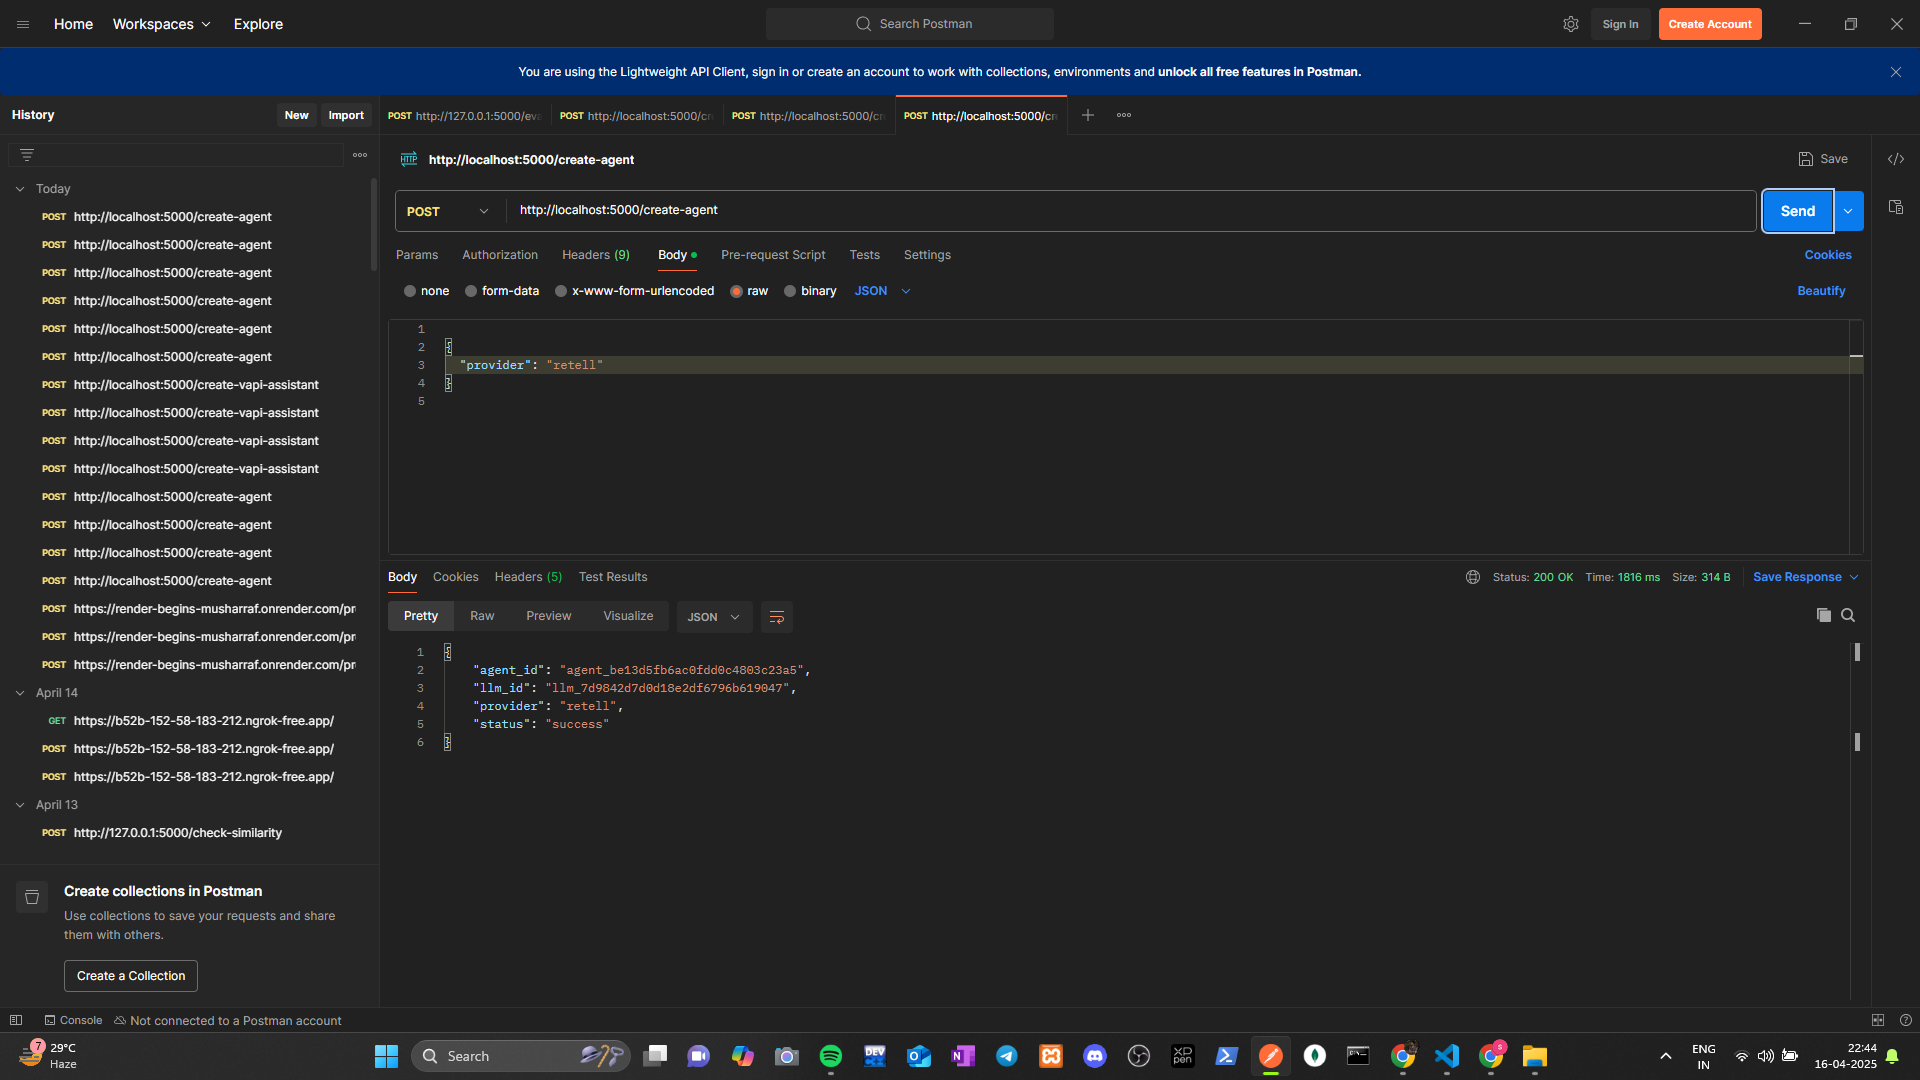 Home
Workspaces
Explore
Search Postman
Sign In
Create Account
You are using the Lightweight API Client, sign in or create an account to work with collections, environments and unlock all free features in Postman.
History
New
Import
POST http://127.0.0.1:5000/eva
POST http://localhost:5000/cr
POST http://localhost:5000/cr
POST http://localhost:5000/cr
Today
POST http://localhost:5000/create-agent
POST http://localhost:5000/create-agent
POST http://localhost:5000/create-agent
POST http://localhost:5000/create-agent
POST http://localhost:5000/create-agent
POST http://localhost:5000/create-agent
POST http://localhost:5000/create-vapi-assistant
POST http://localhost:5000/create-vapi-assistant
POST http://localhost:5000/create-vapi-assistant
POST http://localhost:5000/create-vapi-assistant
POST http://localhost:5000/create-agent
POST http://localhost:5000/create-agent
POST http://localhost:5000/create-agent
POST http://localhost:5000/create-agent
POST https://render-begins-musharraf.onrender.com/pr
POST https://render-begins-musharraf.onrender.com/pr
POST https://render-begins-musharraf.onrender.com/pr
April 14
GET https://b52b-152-58-183-212.ngrok-free.app/
POST https://b52b-152-58-183-212.ngrok-free.app/
POST https://b52b-152-58-183-212.ngrok-free.app/
April 13
POST http://127.0.0.1:5000/check-similarity
Create collections in Postman
Use collections to save your requests and share
them with others.
Create a Collection
HTTP http://localhost:5000/create-agent
Save
POST
http://localhost:5000/create-agent
Send
Params
Authorization
Headers (9)
Body
Pre-request Script
Tests
Settings
Cookies
none
form-data
x-www-form-urlencoded
raw
binary
JSON
Beautify
1
2 {
3 "provider": "retell"
4 }
5
Body
Cookies
Headers (5)
Test Results
Status: 200 OK
Time: 1816 ms
Size: 314 B
Save Response
Pretty
Raw
Preview
Visualize
JSON
1 {
2 "agent_id": "agent_be13d5fb6ac0fdd0c4803c23a5",
3 "llm_id": "llm_7d9842d7d0d18e2df6796b619047",
4 "provider": "retell",
5 "status": "success"
6 }
Console
Not connected to a Postman account
7
29°C
Haze
Search
DEV
C++
XP
pen
s
ENG
IN
22:44
16-04-2025